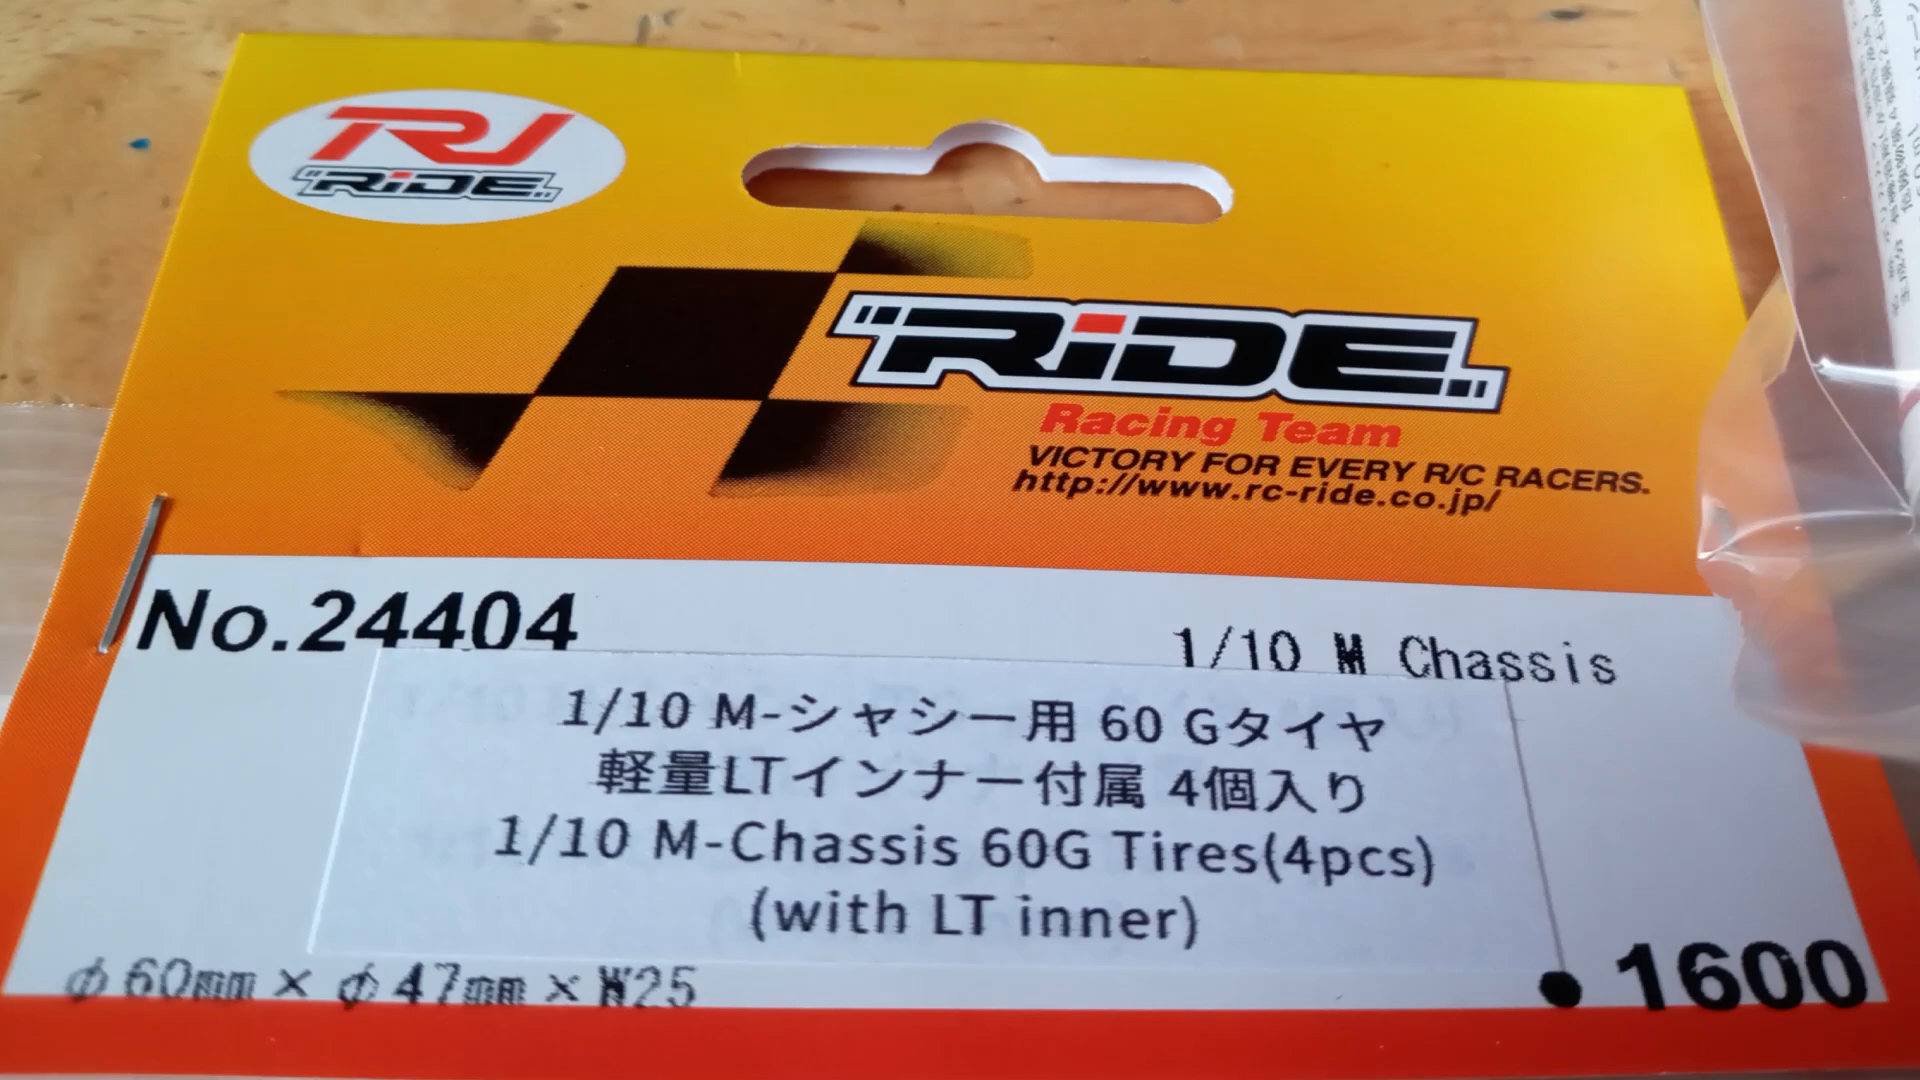 RJ
"RiDE"
"RiDE"
Racing Team
VICTORY FOR EVERY R/C RACERS.
http://www.rc-ride.co.jp/
No.24404
1/10 M Chassis
1/10 M-シャシー用 60 Gタイヤ
軽量LTインナー付属 4個入り
1/10 M-Chassis 60G Tires(4pcs)
(with LT inner)
φ60mm×φ47mm×W25
• 1600